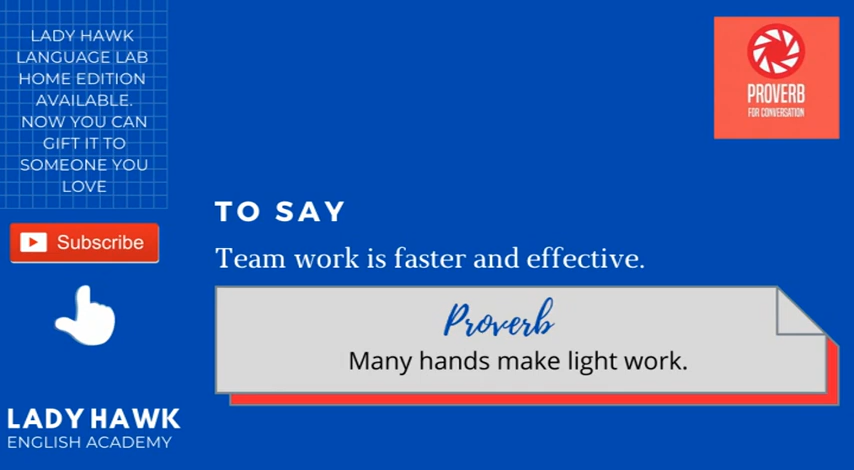 LADY HAWK
LANGUAGE LAB
HOME EDITION
AVAILABLE.
NOW YOU CAN
GIFT IT TO
SOMEONE YOU
LOVE
Subscribe
LADY HAWK
ENGLISH ACADEMY
PROVERB
FOR CONVERSATION
TO SAY
Team work is faster and effective.
Proverb
Many hands make light work.